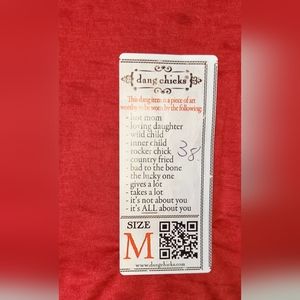 dang chicks
This dang item is a piece of art
worthy to be worn by the following:
- hot mom
- loving daughter
- wild child
- inner child
- rocker chick
- country fried
- bad to the bone
- the lucky one
- gives a lot
- takes a lot
- it's not about you
- it's ALL about you
38
SIZE
M
www.dangchicks.com